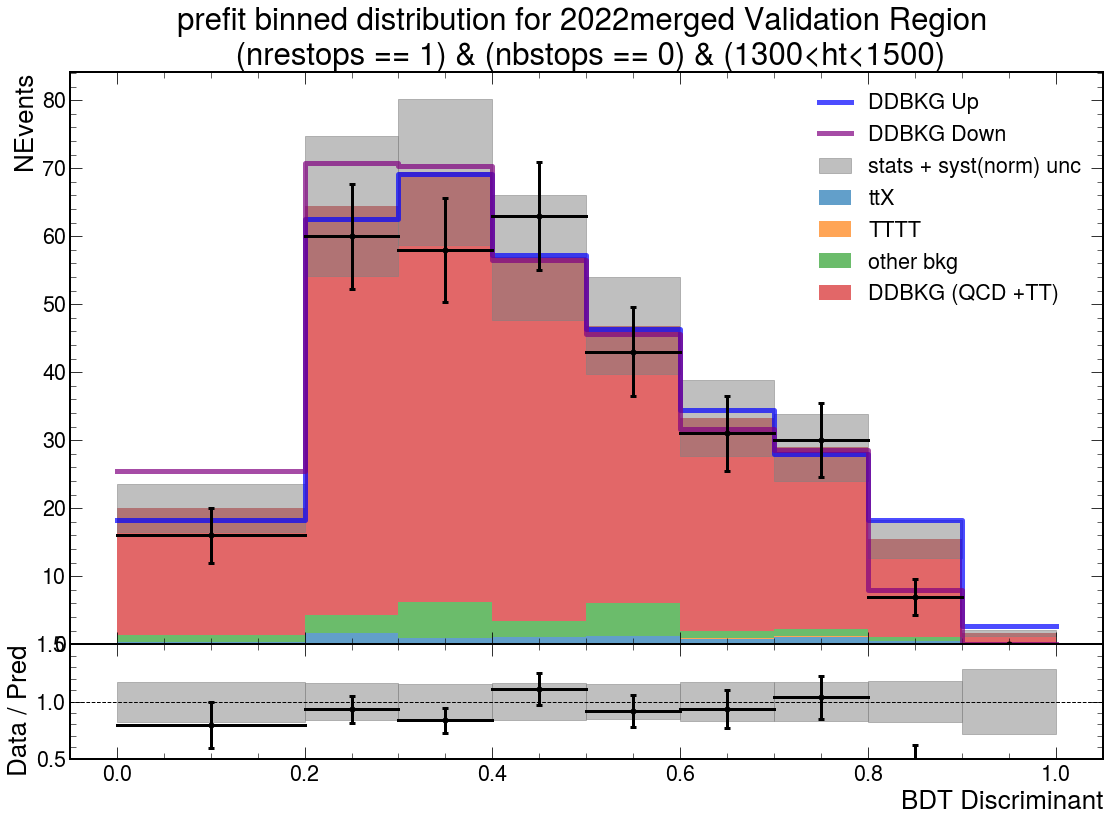 prefit binned distribution for 2022merged Validation Region
(nrestops == 1) & (nbstops == 0) & (1300<ht<1500)
NEvents
80
70
60
50
40
30
20
10
0
DDBKG Up
DDBKG Down
stats + syst(norm) unc
ttX
TTTT
other bkg
DDBKG (QCD +TT)
Data / Pred
1.5
1.0
0.5
0.0
0.2
0.4
0.6
0.8
1.0
BDT Discriminant